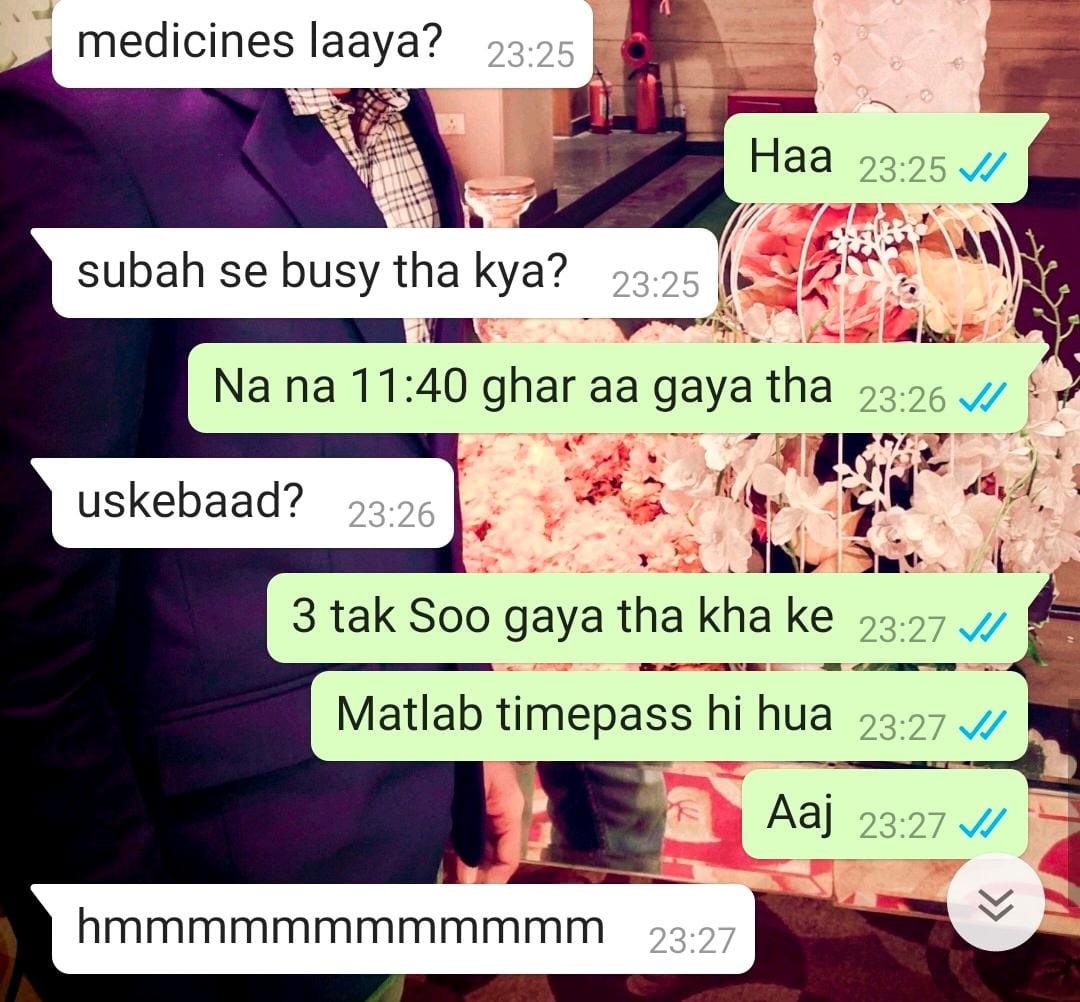 medicines laaya? 23:25
Haa 23:25
subah se busy tha kya? 23:25
Na na 11:40 ghar aa gaya tha 23:26
uskebaad? 23:26
3 tak Soo gaya tha kha ke 23:27
Matlab timepass hi hua 23:27
Aaj 23:27
hmmmmmmmmmmmm 23:27